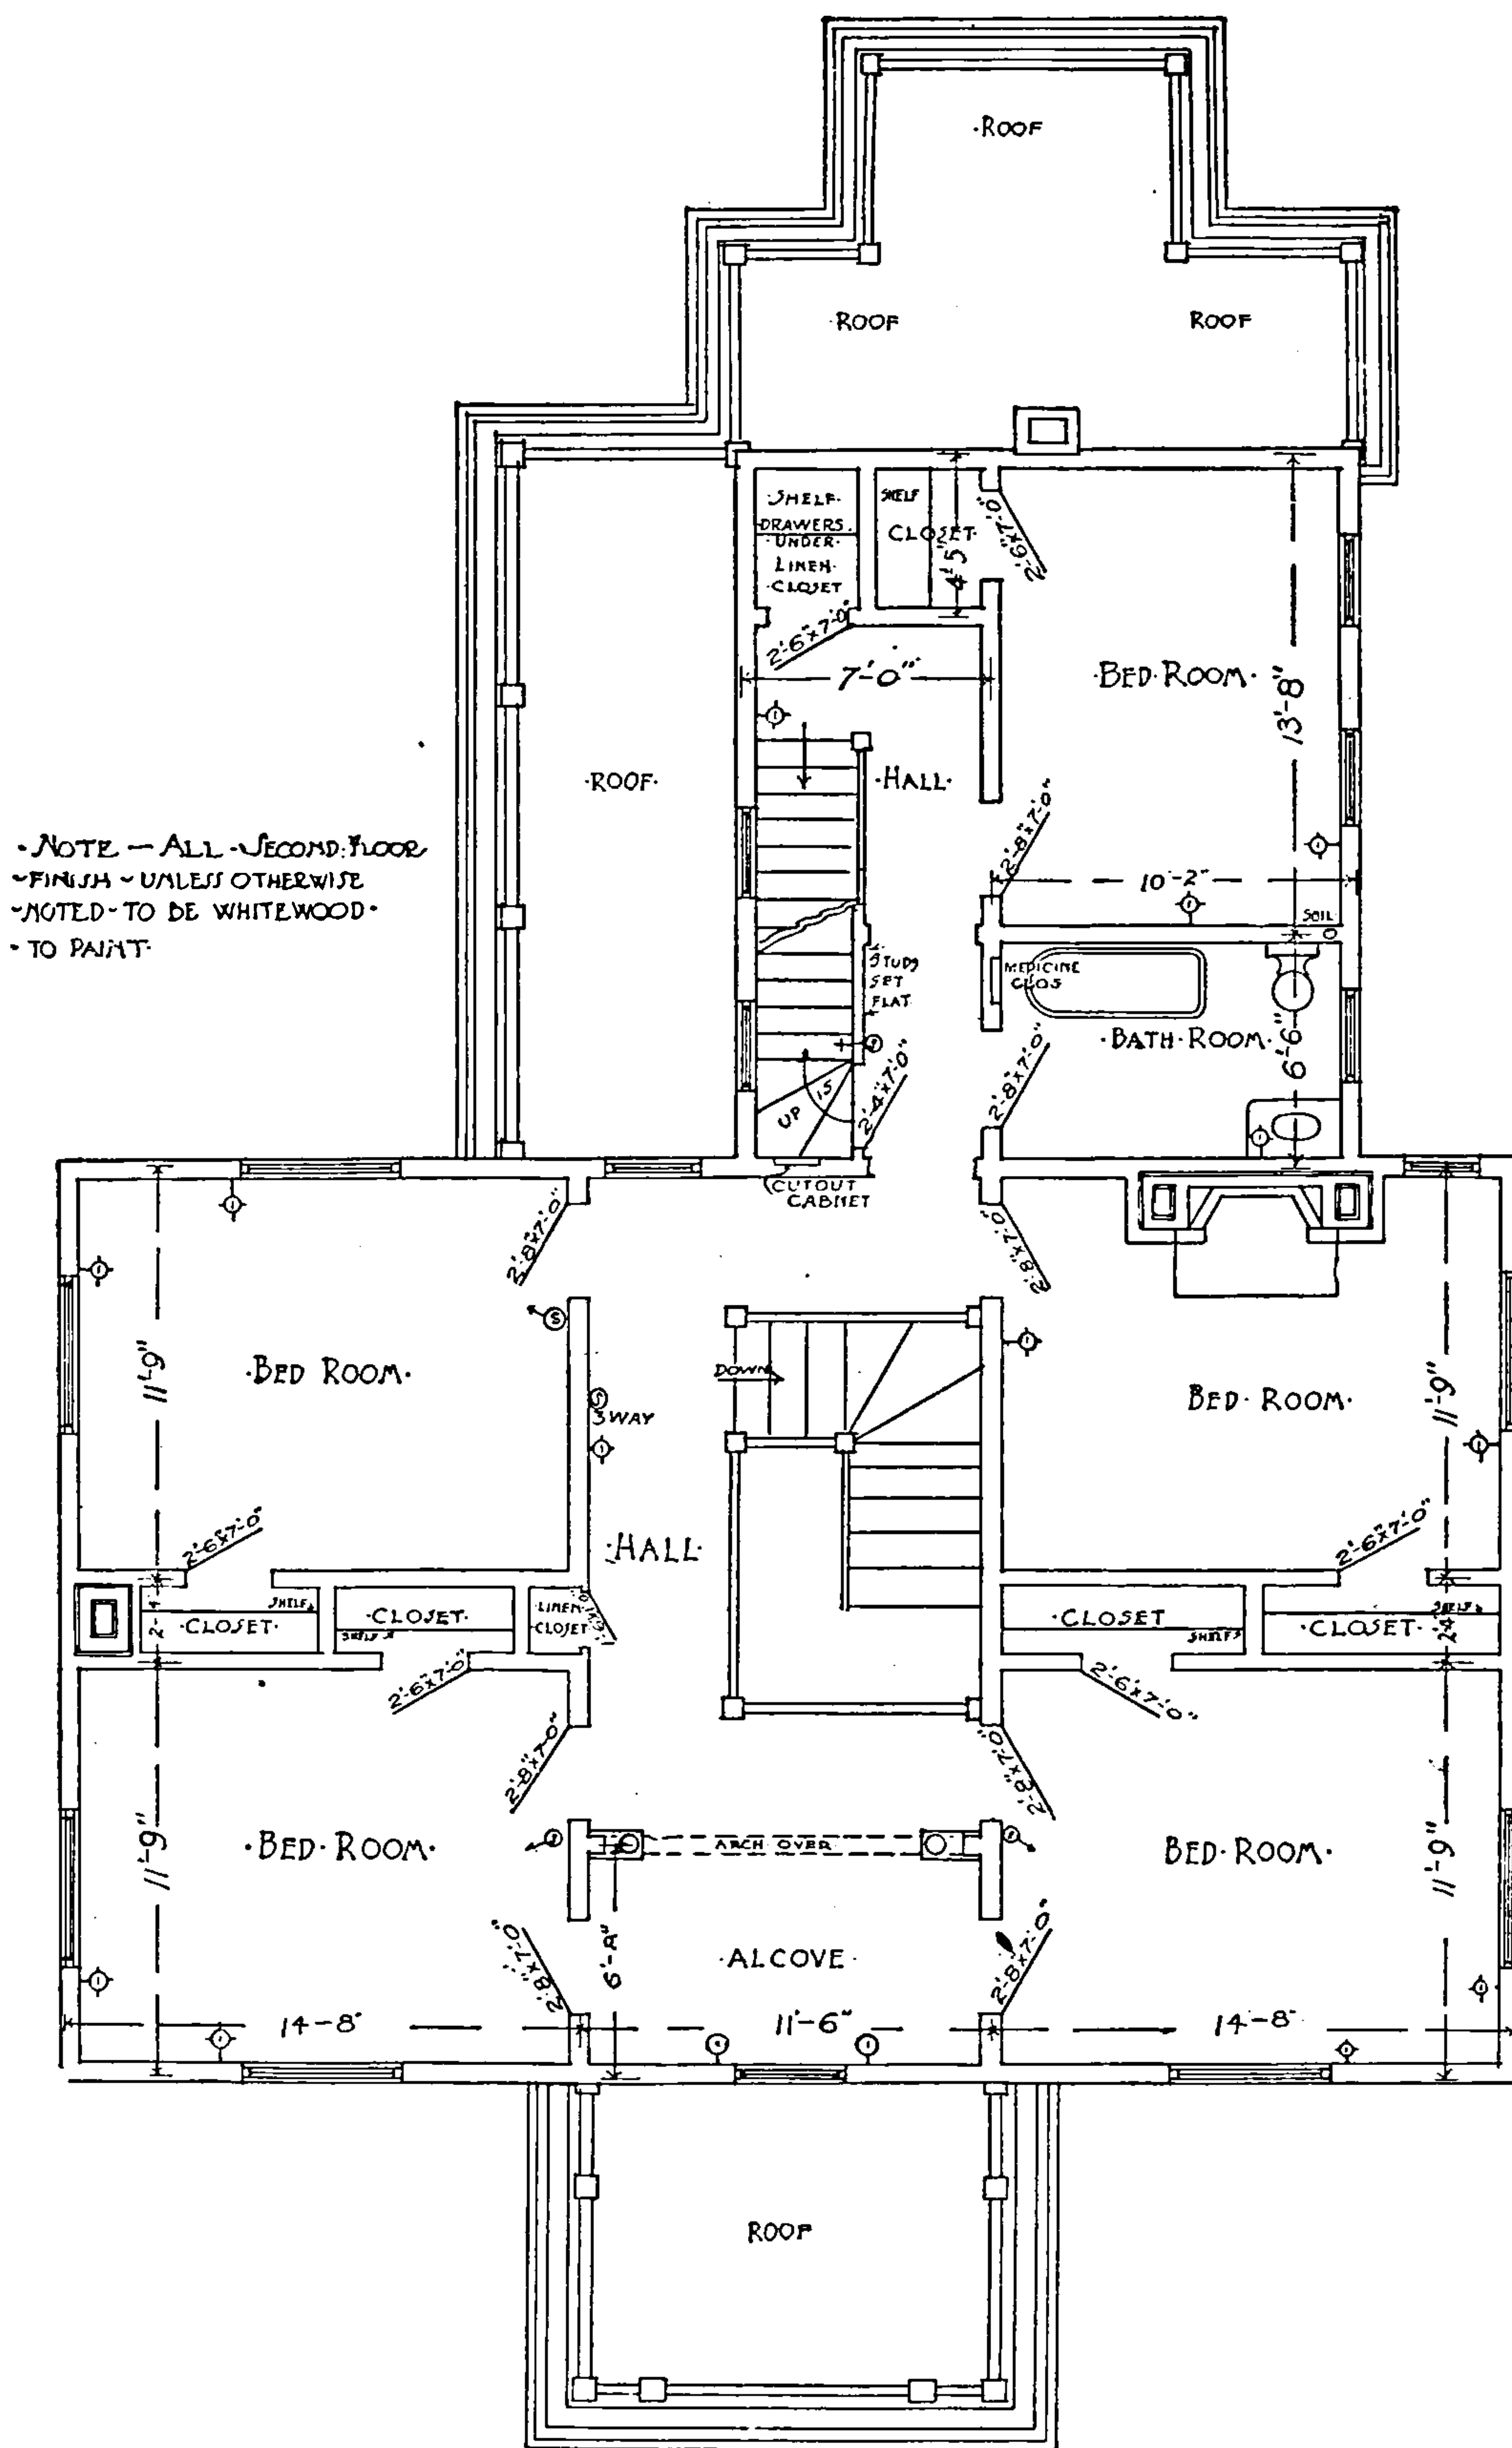 ·ROOF
·ROOF
ROOF
·SHELF·
DRAWERS·
·UNDER·
LINEN·
·CLOSET
SHELF
CLOSET·
4'-5"
2'-6"x7'-0"
2'-6"x7'-0"
7'-0"
·BED·ROOM·
13'-8"
·ROOF·
·HALL·
2'-8"x7'-0"
10'-2"
·NOTE — ALL·SECOND·FLOOR
~FINISH ~ UNLESS OTHERWISE
~NOTED~TO BE WHITEWOOD·
·TO PAINT·
SOIL
STUDS
SET
FLAT
MEDICINE
CLOS
·BATH·ROOM·
6'-6"
2'-8"x7'-0"
2'-4"x7'-0"
UP
15
CUTOUT
CABINET
2'-8"x7'-0"
2'-8"x7'-0"
11'-9"
·BED ROOM·
S
S
3WAY
DOWN
BED·ROOM·
11'-9"
·HALL·
2'-6"x7'-0"
2'-6"x7'-0"
2'-4
SHELF
·CLOSET·
·CLOSET·
SHELF
·LINEN·
CLOSET
·CLOSET
SHELF
SHELF
·CLOSET·
2'-4
2'-6"x7'-0"
2'-6"x7'-0"
2'-8"x7'-0"
2'-8"x7'-0"
11'-9"
·BED·ROOM·
ARCH OVER
BED·ROOM·
11'-9"
2'-8"x7'-0"
·ALCOVE·
2'-8"x7'-0"
14'-8"
11'-6"
14'-8"
ROOF